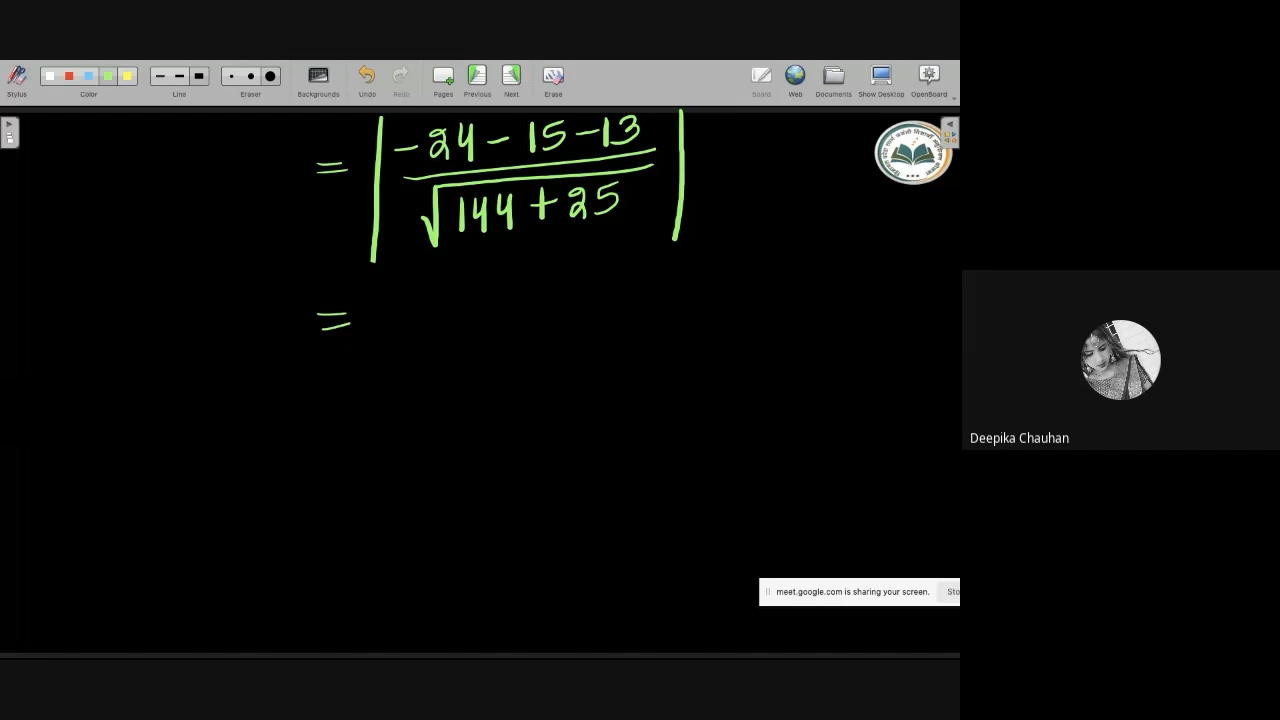 Stylus Color Line Eraser Backgrounds Undo Redo Pages Previous Next Erase Board Web Documents Show Desktop OpenBoard
= | -24 - 15 - 13 / √144 + 25 |
=
Deepika Chauhan
meet.google.com is sharing your screen. Sto